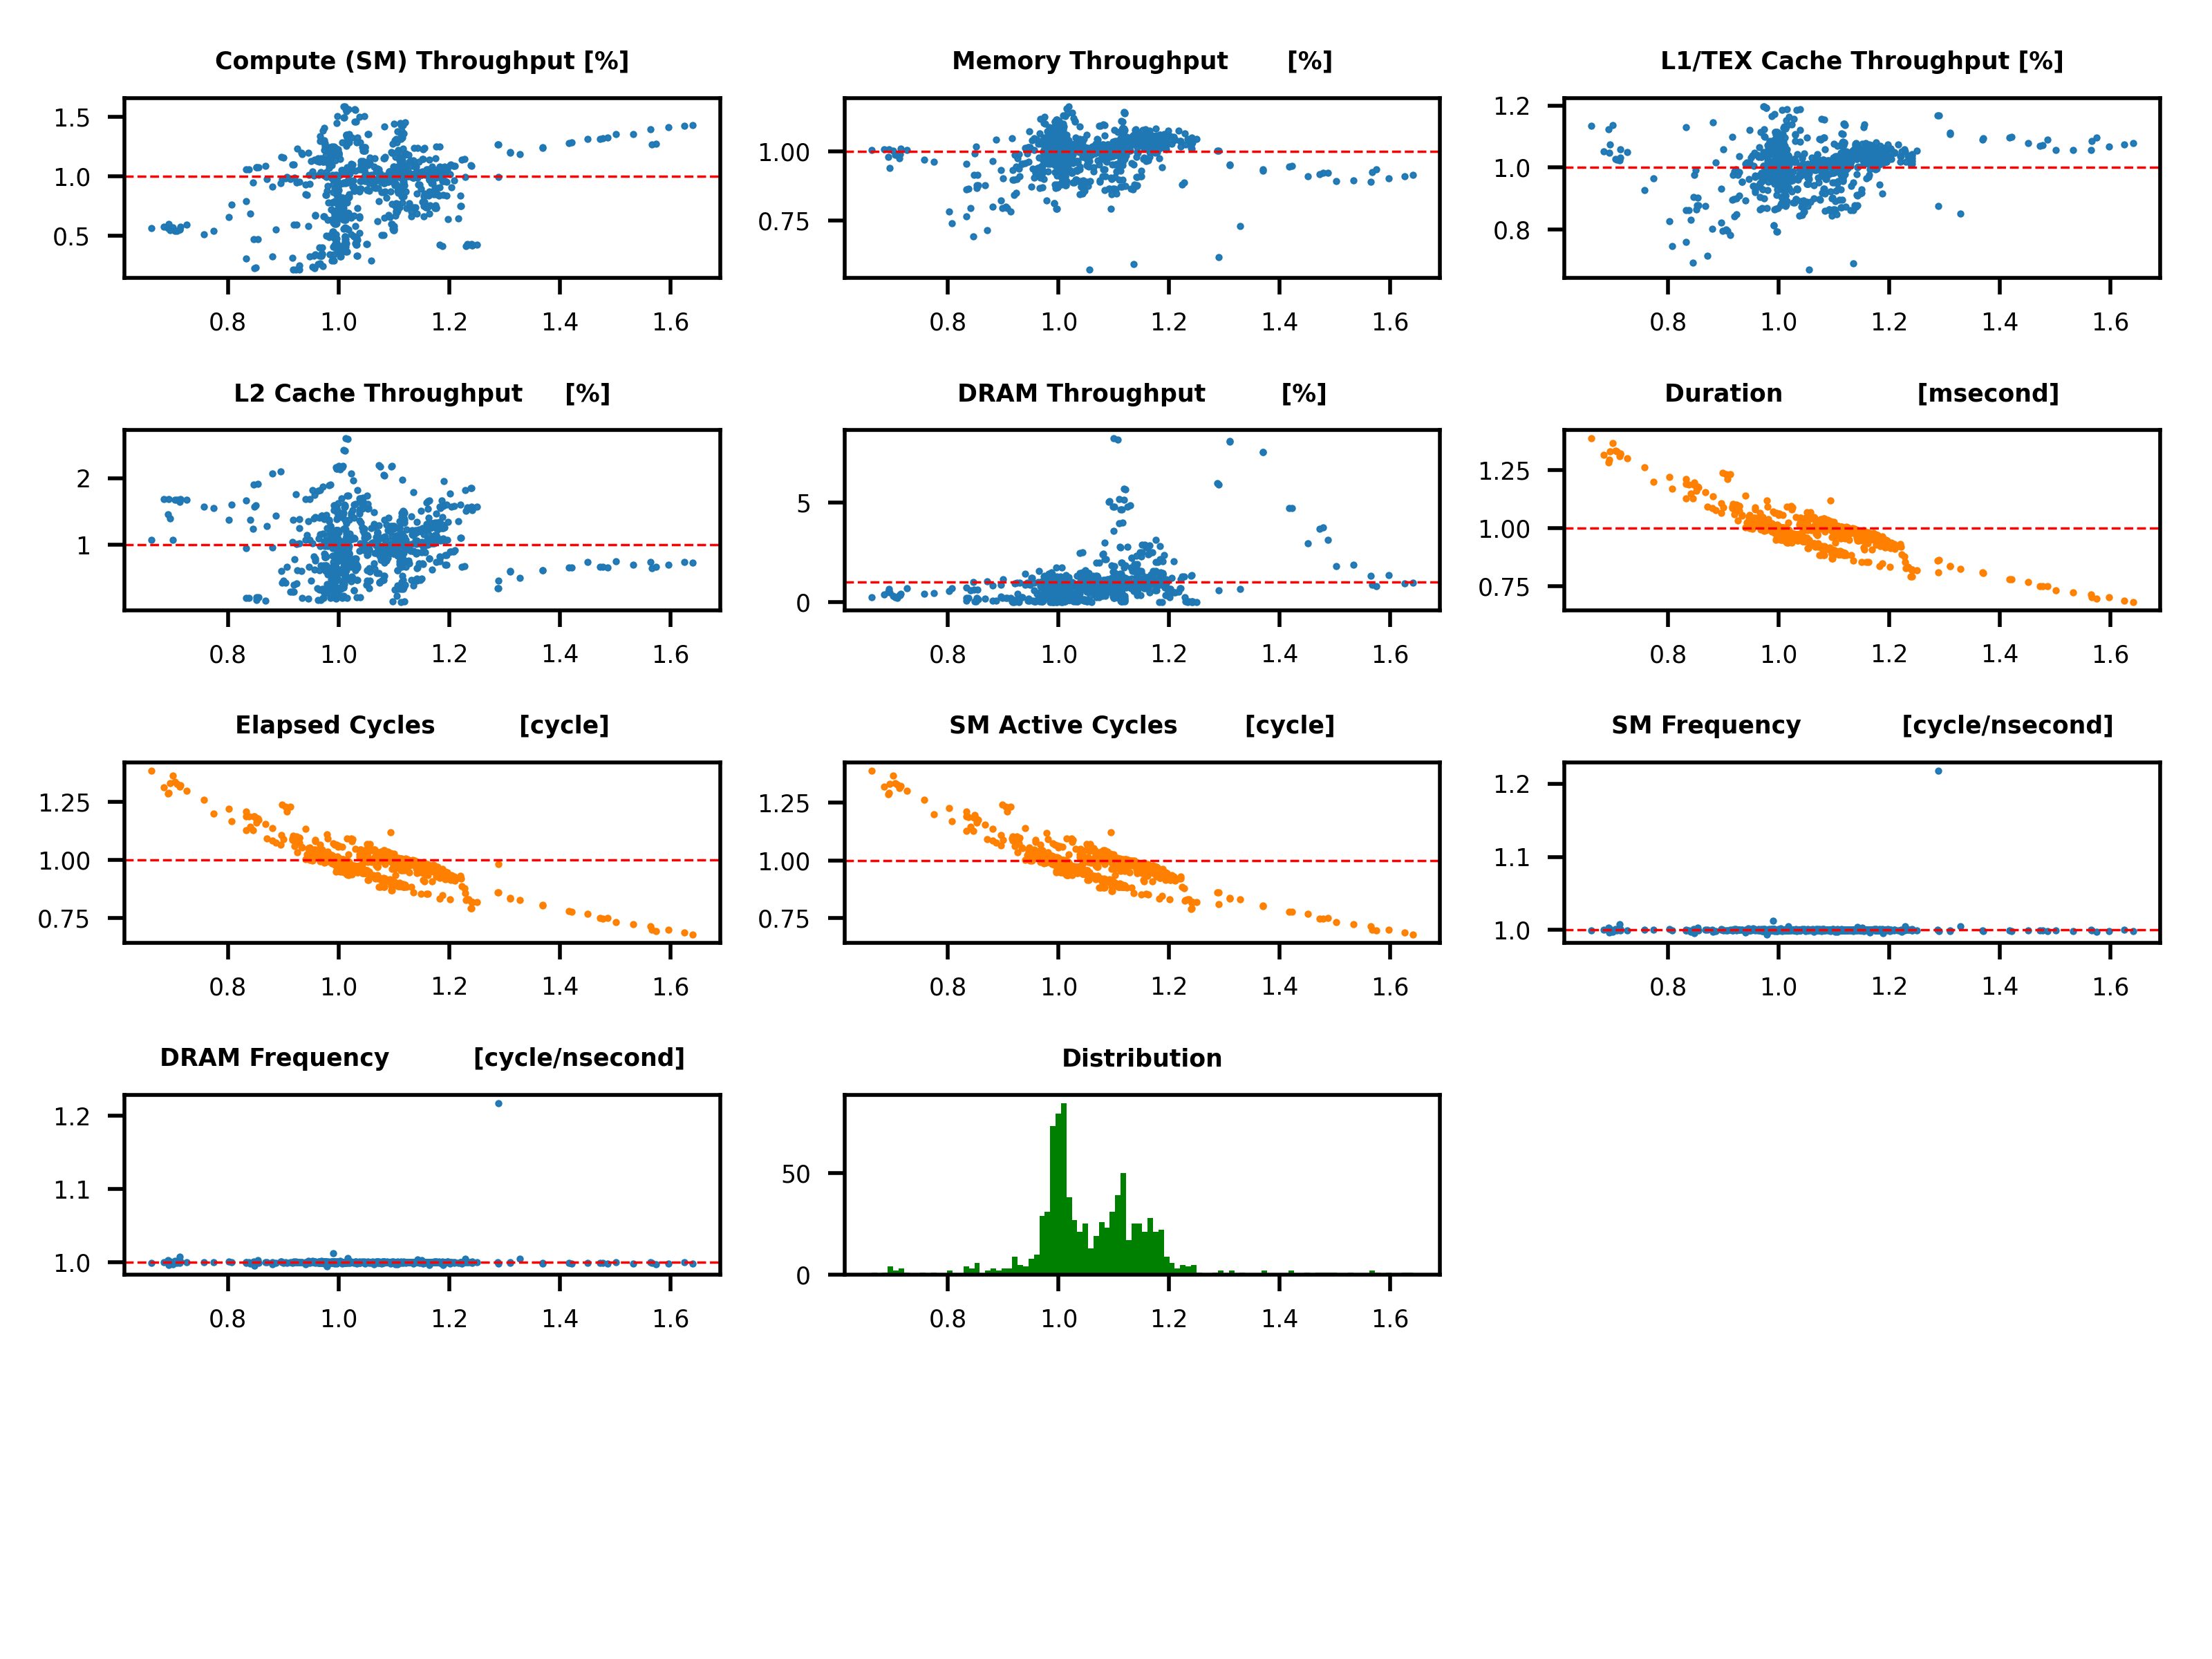 Compute (SM) Throughput [%]
Memory Throughput [%]
L1/TEX Cache Throughput [%]
1.5
1.0
0.5
0.8 1.0 1.2 1.4 1.6
1.00
0.75
0.8 1.0 1.2 1.4 1.6
1.2
1.0
0.8
0.8 1.0 1.2 1.4 1.6
L2 Cache Throughput [%]
DRAM Throughput [%]
Duration [msecond]
2
1
0.8 1.0 1.2 1.4 1.6
5
0
0.8 1.0 1.2 1.4 1.6
1.25
1.00
0.75
0.8 1.0 1.2 1.4 1.6
Elapsed Cycles [cycle]
SM Active Cycles [cycle]
SM Frequency [cycle/nsecond]
1.25
1.00
0.75
0.8 1.0 1.2 1.4 1.6
1.25
1.00
0.75
0.8 1.0 1.2 1.4 1.6
1.2
1.1
1.0
0.8 1.0 1.2 1.4 1.6
DRAM Frequency [cycle/nsecond]
Distribution
1.2
1.1
1.0
0.8 1.0 1.2 1.4 1.6
50
0
0.8 1.0 1.2 1.4 1.6